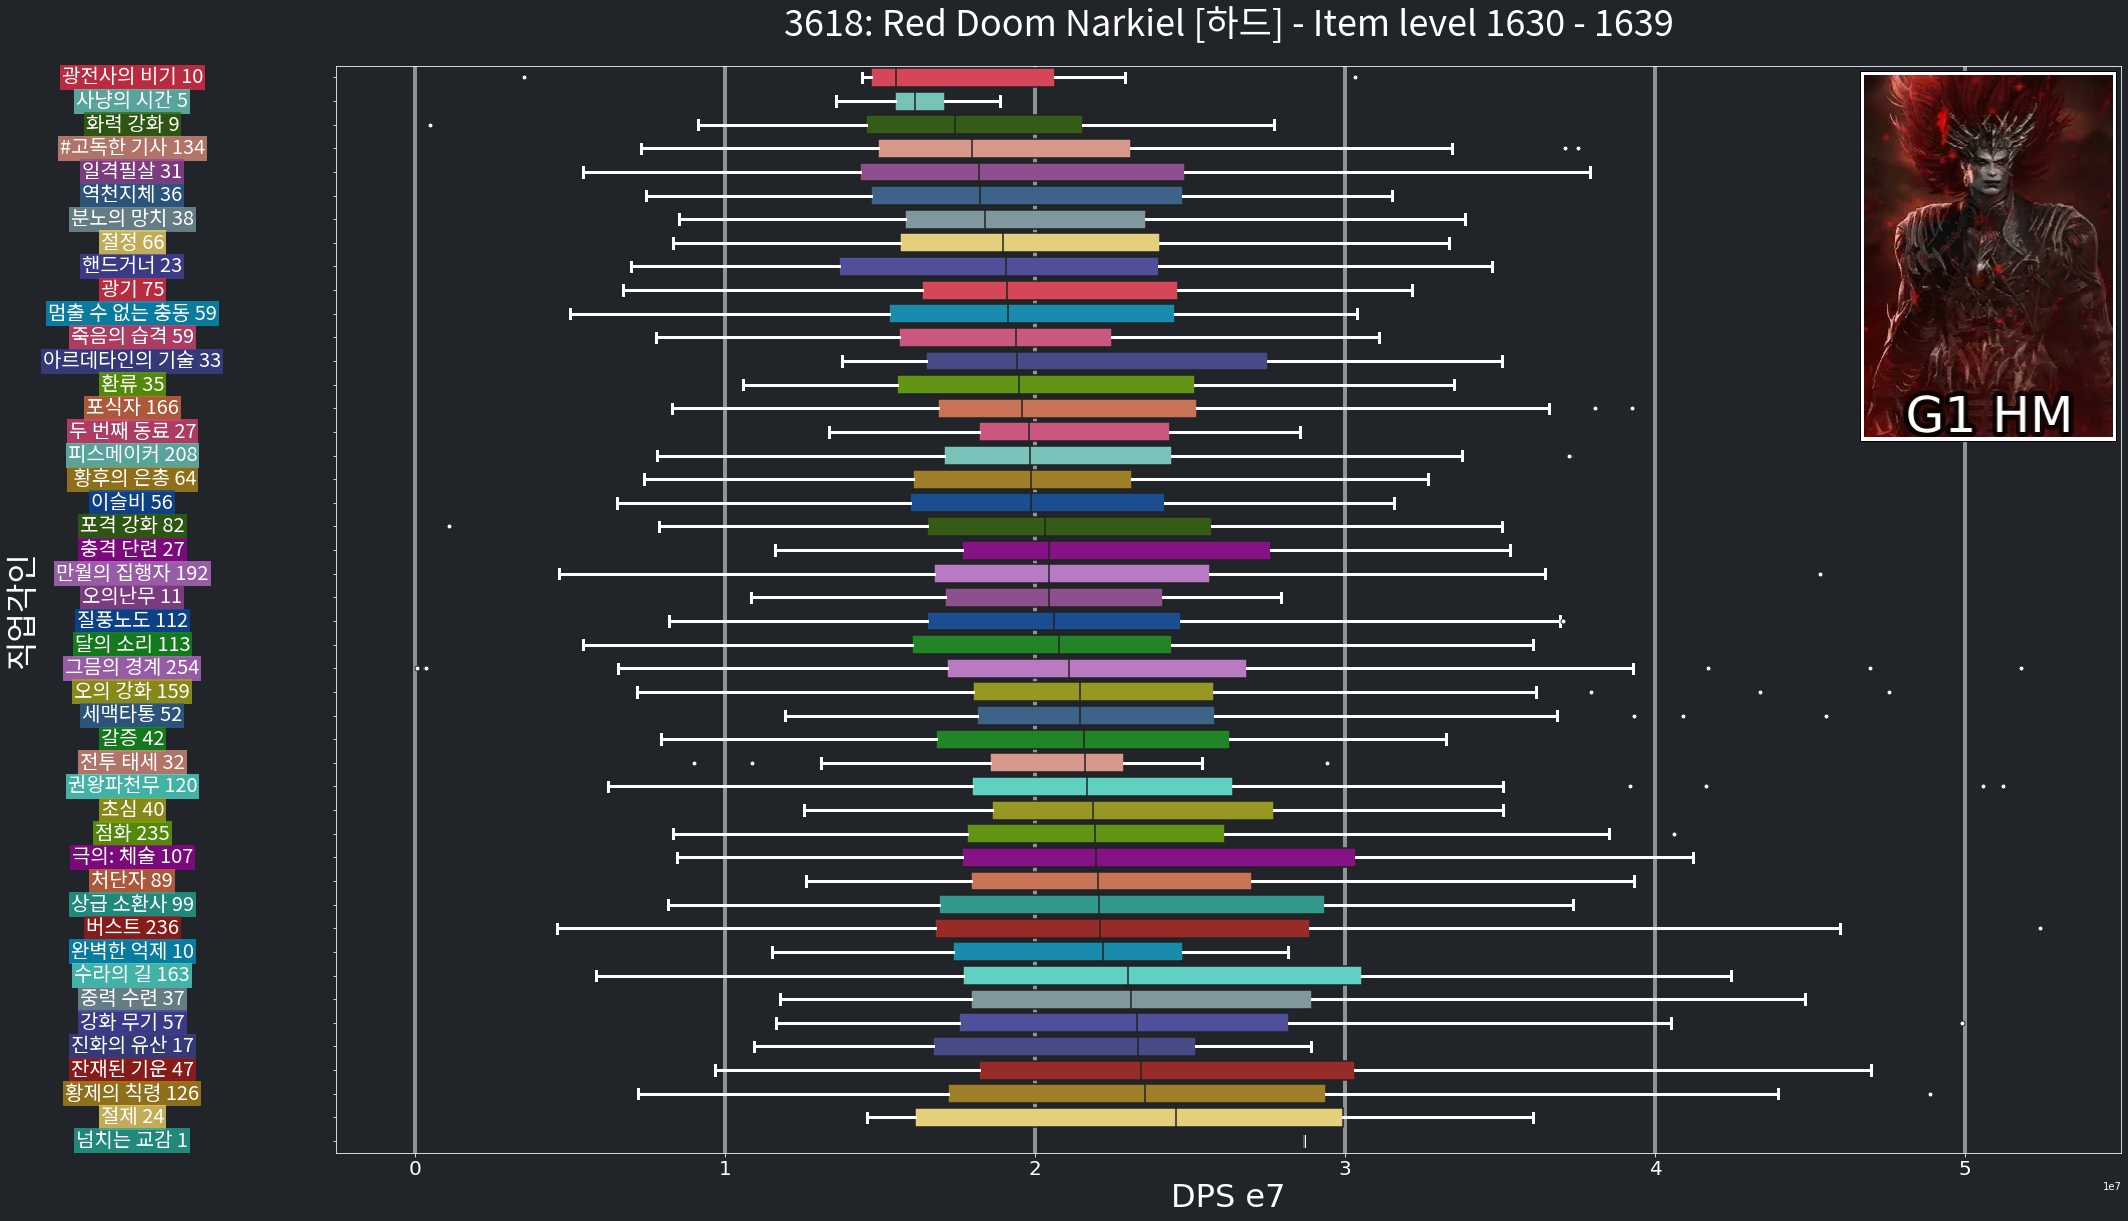 3618: Red Doom Narkiel [하드] - Item level 1630 - 1639
광전사의 비기 10
사냥의 시간 5
화력 강화 9
#고독한 기사 134
일격필살 31
역천지체 36
분노의 망치 38
절정 66
핸드거너 23
광기 75
멈출 수 없는 충동 59
죽음의 습격 59
아르데타인의 기술 33
환류 35
포식자 166
두 번째 동료 27
피스메이커 208
황후의 은총 64
이슬비 56
포격 강화 82
충격 단련 27
만월의 집행자 192
오의난무 11
질풍노도 112
달의 소리 113
그믐의 경계 254
오의 강화 159
세맥타통 52
갈증 42
전투 태세 32
권왕파천무 120
초심 40
점화 235
극의: 체술 107
처단자 89
상급 소환사 99
버스트 236
완벽한 억제 10
수라의 길 163
중력 수련 37
강화 무기 57
진화의 유산 17
잔재된 기운 47
황제의 칙령 126
절제 24
넘치는 교감 1
직업각인
G1 HM
0 1 2 3 4 5
1e7
DPS e7